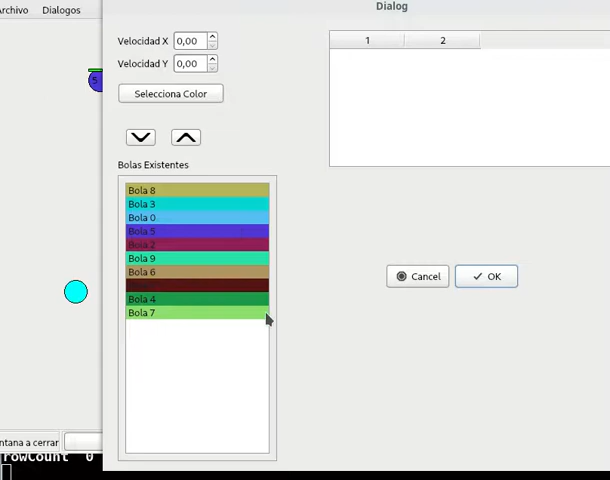 Dialog
Archivo Dialogos
Velocidad X 0,00
Velocidad Y 0,00
Selecciona Color
1 2
5
Bolas Existentes
Bola 8
Bola 3
Bola 0
Bola 5
Bola 2
Bola 9
Bola 6
Bola 4
Bola 7
Cancel OK
ntana a cerrar
rowCount 0